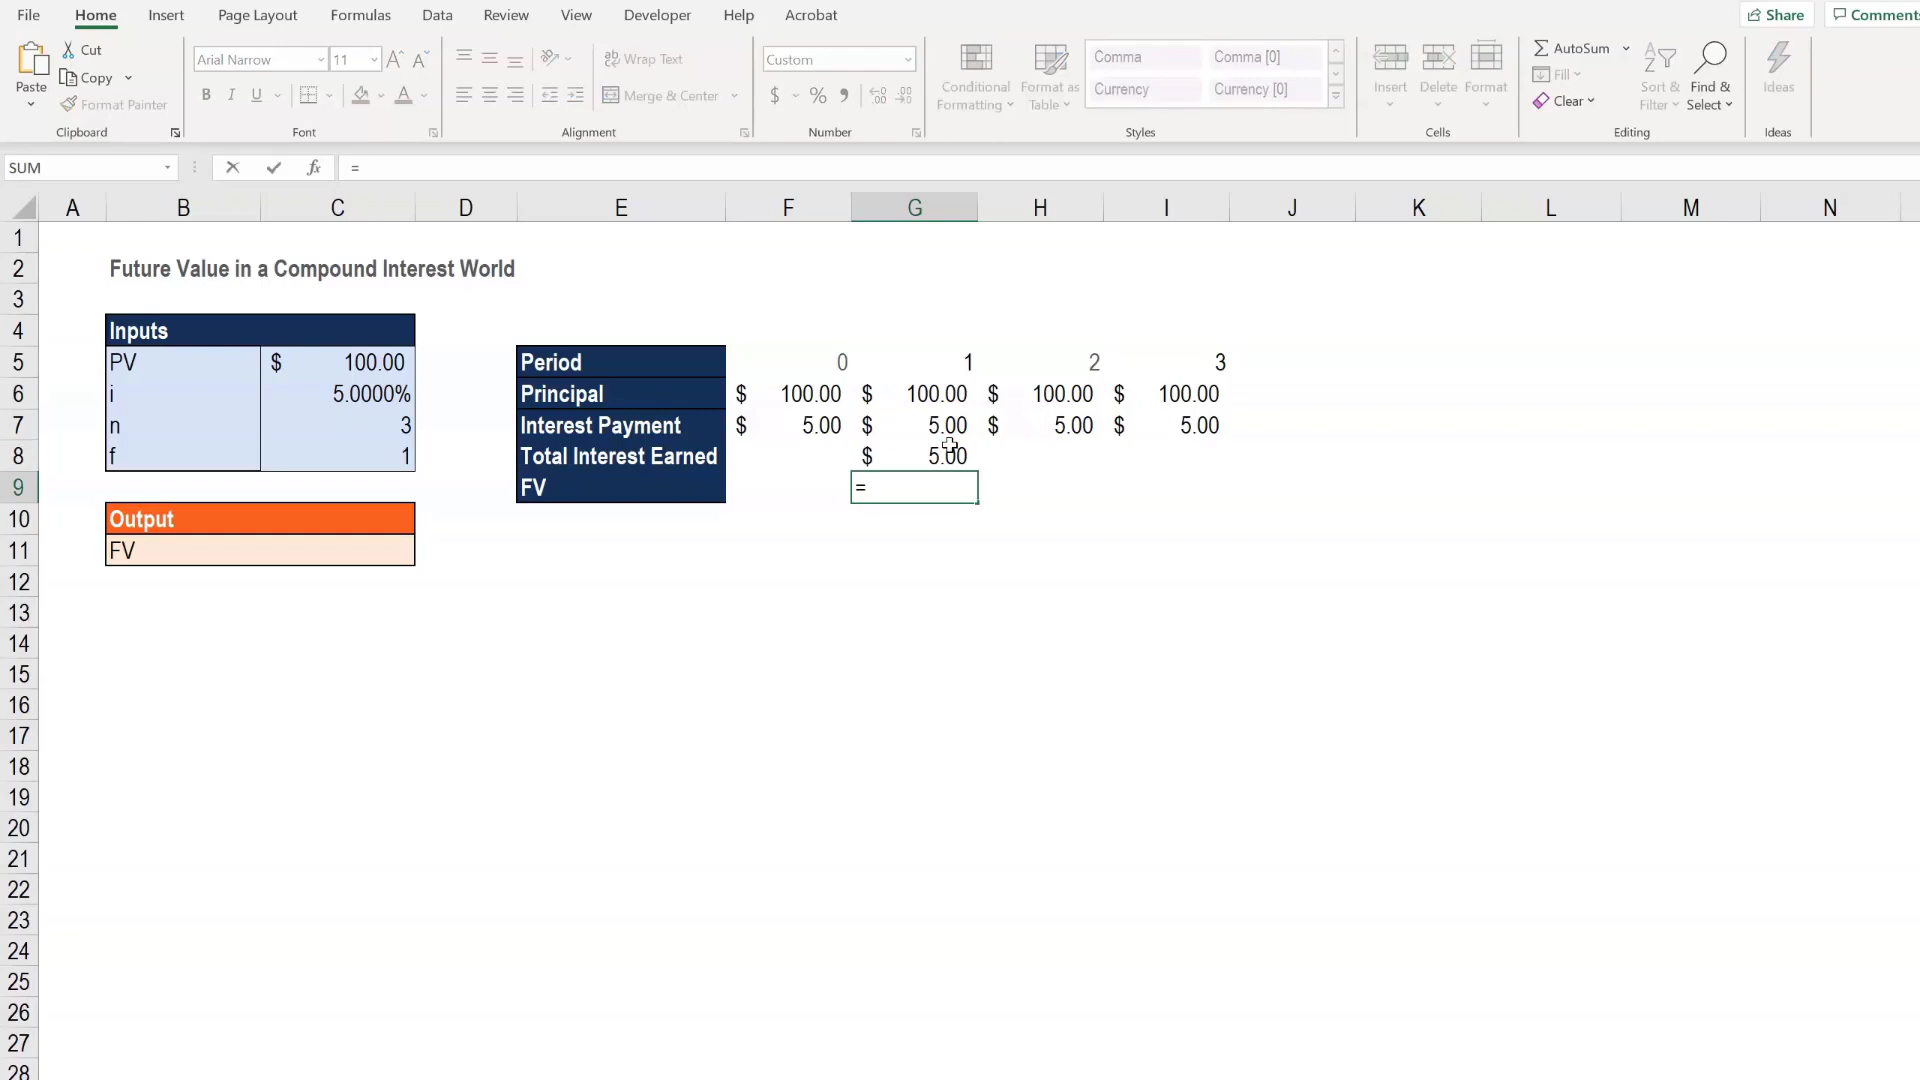 File Home Insert Page Layout Formulas Data Review View Developer Help Acrobat Share Comments
Paste Cut Copy Format Painter Clipboard
Arial Narrow 11 A A B I U A Font
ab Wrap Text Merge & Center Alignment
Custom $ % Number
Conditional Formatting Format as Table Comma Comma [0] Currency Currency [0] Styles
Insert Delete Format Cells
AutoSum Fill Clear Sort & Filter Find & Select Editing
Ideas Ideas
SUM fx =
A B C D E F G H I J K L M N
1
2 Future Value in a Compound Interest World
3
4 Inputs
5 PV $ 100.00 Period 0 1 2 3
6 i 5.0000% Principal $ 100.00 $ 100.00 $ 100.00 $ 100.00
7 n 3 Interest Payment $ 5.00 $ 5.00 $ 5.00 $ 5.00
8 f 1 Total Interest Earned $ 5.00
9 FV =
10 Output
11 FV
12
13
14
15
16
17
18
19
20
21
22
23
24
25
26
27
28